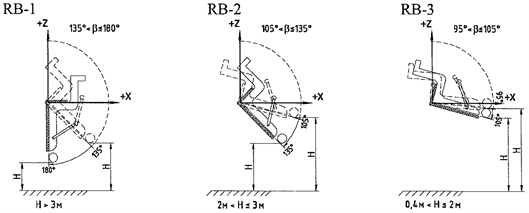 RB-1
+Z
135°<β≤180°
+X
180°
135°
H
H
H > 3м
RB-2
+Z
105°<β≤135°
+X
105°
135°
H
H
2м < H ≤ 3м
RB-3
+Z
95°<β≤105°
+X
95
105°
H
H
0,4м < H ≤ 2м